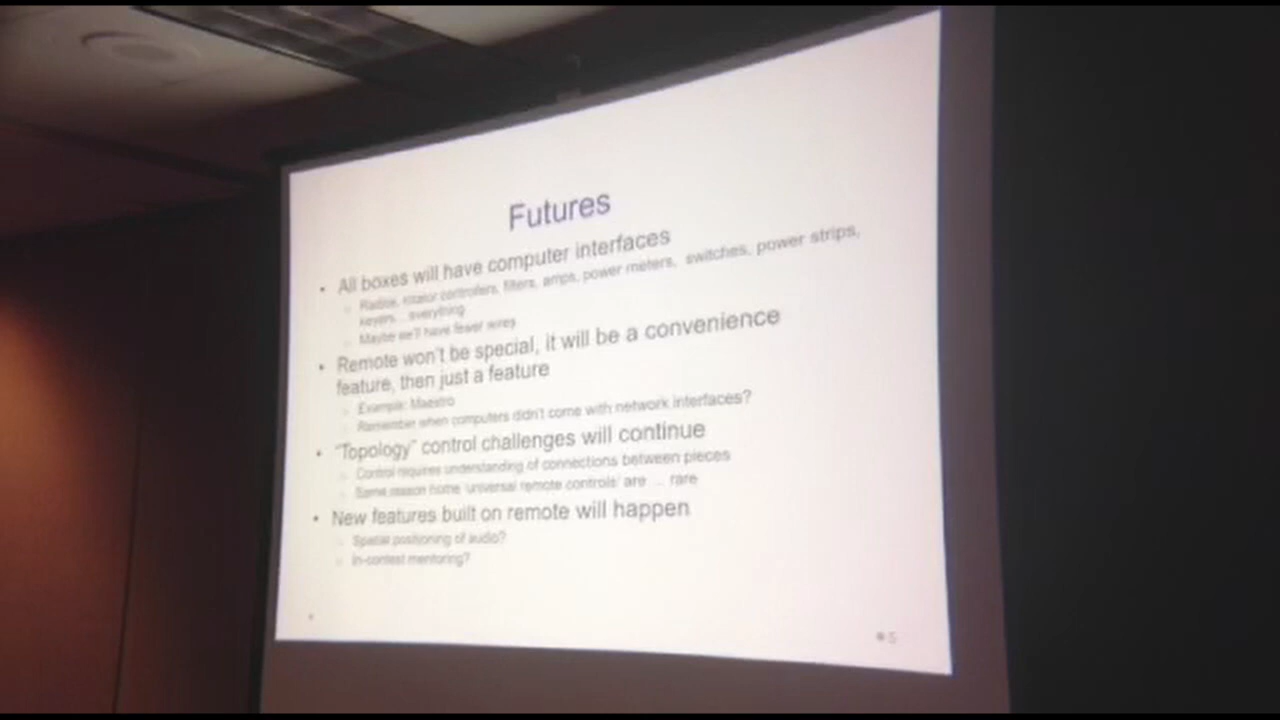 Futures
• All boxes will have computer interfaces
Radios, rotator controllers, filters, amps, power meters, switches, power strips,
keyers... everything
Maybe we'll have fewer wires
• Remote won't be special, it will be a convenience
feature, then just a feature
Example: Maestro
Remember when computers didn't come with network interfaces?
• "Topology" control challenges will continue
Control requires understanding of connections between pieces
Same reason home 'universal remote controls' are ... rare
• New features built on remote will happen
Spatial positioning of audio?
In-contest mentoring?
• 5